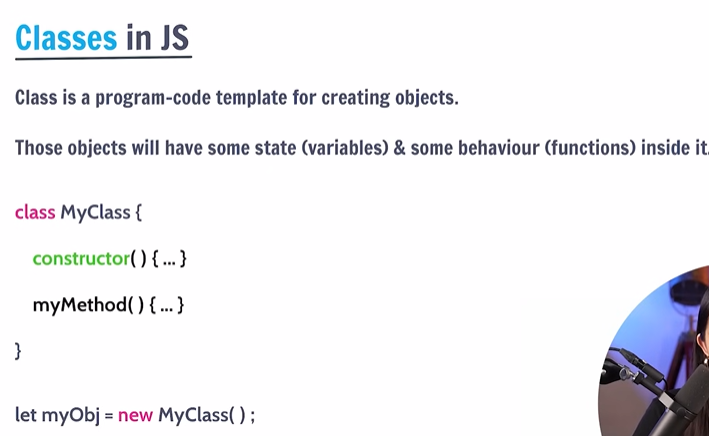 Classes in JS
Class is a program-code template for creating objects.
Those objects will have some state (variables) & some behaviour (functions) inside it.
class MyClass {
constructor( ) { ... }
myMethod( ) { ... }
}
let myObj = new MyClass( ) ;